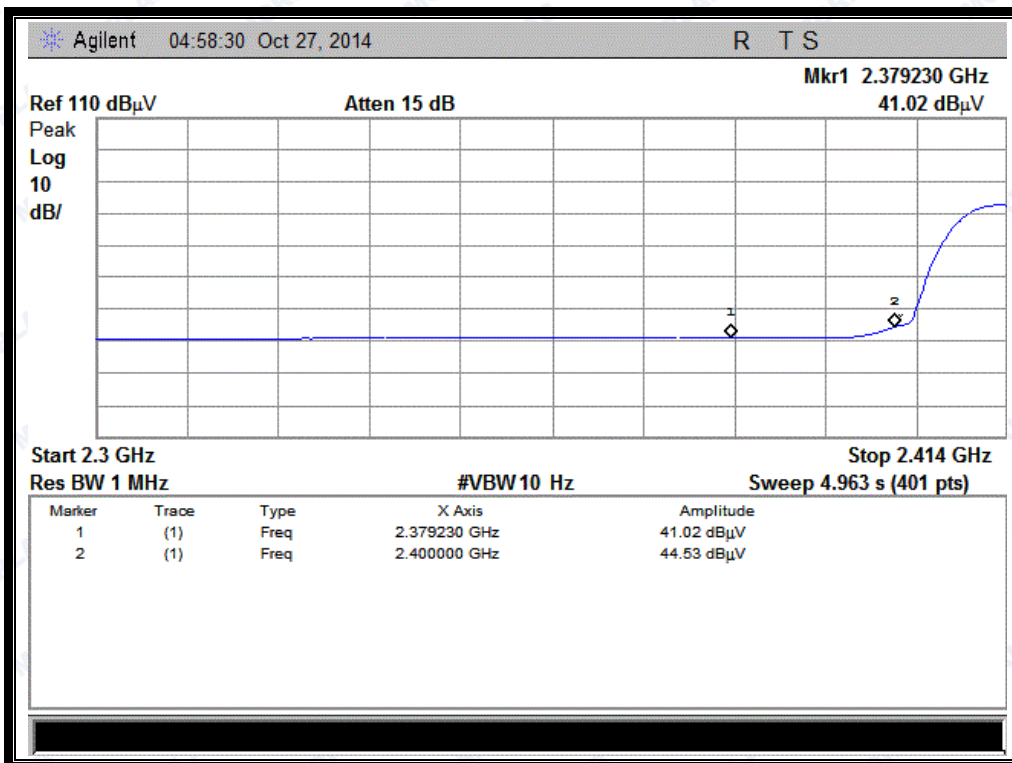 Agilent 04:58:30 Oct 27, 2014 R T S
Mkr1 2.379230 GHz
Ref 110 dBµV Atten 15 dB 41.02 dBµV
Peak
Log
10
dB/
1
2
Start 2.3 GHz Stop 2.414 GHz
Res BW 1 MHz #VBW 10 Hz Sweep 4.963 s (401 pts)
Marker Trace Type X Axis Amplitude
1 (1) Freq 2.379230 GHz 41.02 dBµV
2 (1) Freq 2.400000 GHz 44.53 dBµV